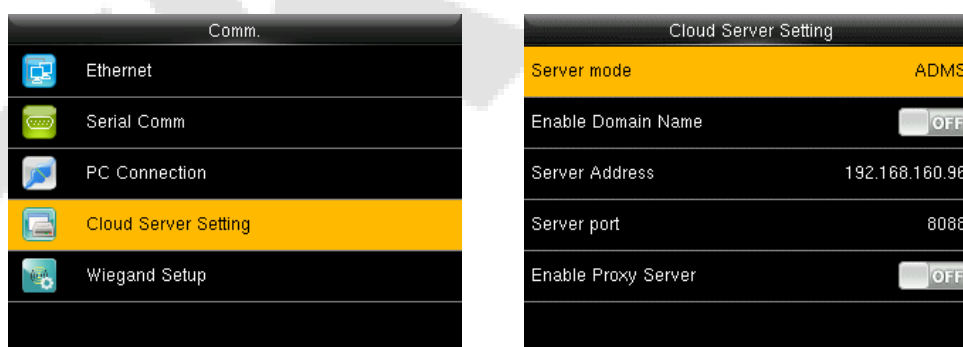 Comm.
Ethernet
Serial Comm
PC Connection
Cloud Server Setting
Wiegand Setup
Cloud Server Setting
Server mode ADMS
Enable Domain Name OFF
Server Address 192.168.160.96
Server port 8088
Enable Proxy Server OFF